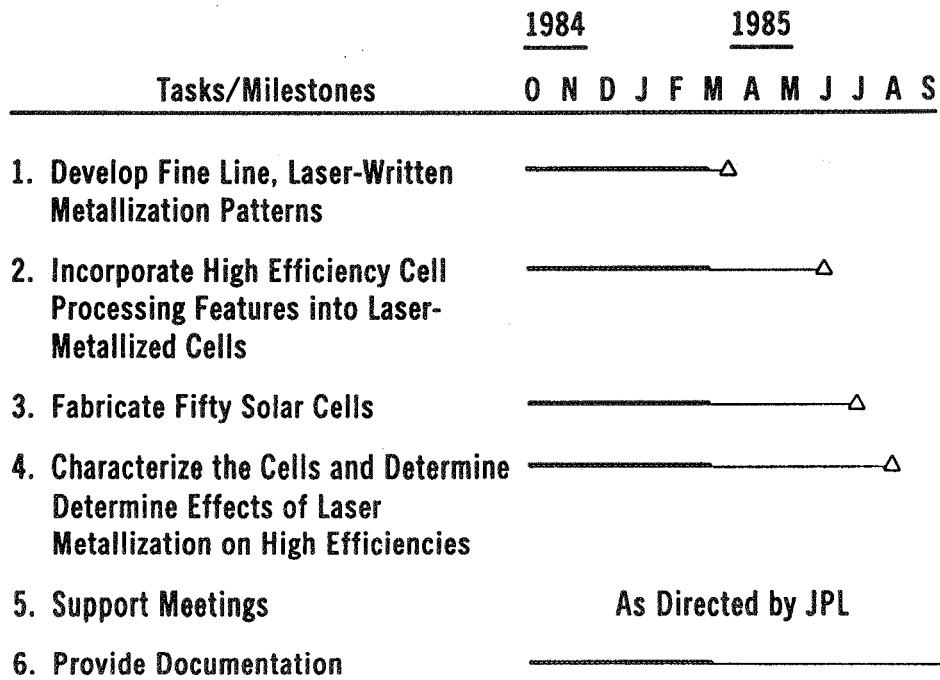 1984 1985
Tasks/Milestones O N D J F M A M J J A S
1. Develop Fine Line, Laser-Written
Metallization Patterns
2. Incorporate High Efficiency Cell
Processing Features into Laser-
Metallized Cells
3. Fabricate Fifty Solar Cells
4. Characterize the Cells and Determine
Determine Effects of Laser
Metallization on High Efficiencies
5. Support Meetings As Directed by JPL
6. Provide Documentation